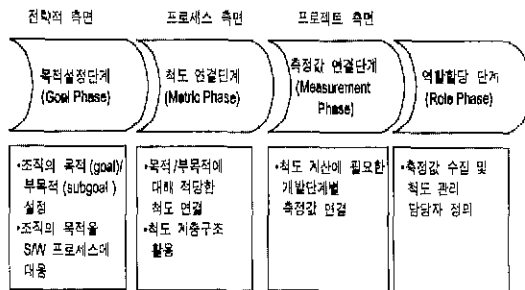 전략적 측면
프로세스 측면
프로젝트 측면
목적설정단계
(Goal Phase)
척도 연결단계
(Metric Phase)
측정값 연결단계
(Measurement
Phase)
역할할당 단계
(Role Phase)
•조직의 목적(goal)/
부목적(subgoal)
설정
•조직의 목적을
S/W 프로세스에
대응
•목적/부목적에
대해 적당한
척도 연결
•척도 계층구조
활용
•척도 계산에 필요한
개발단계별
측정값 연결
•측정값 수집 및
척도 관리
담당자 정의